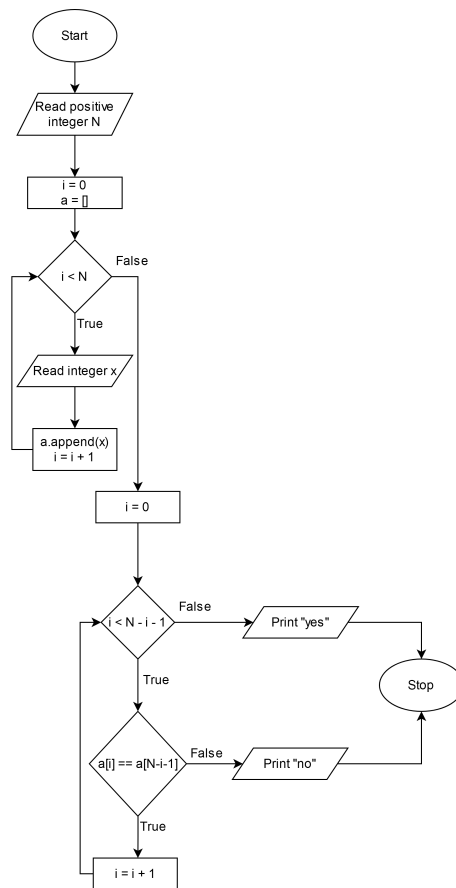 Start
Read positive
integer N
i = 0
a = []
i < N
False
True
Read integer x
a.append(x)
i = i + 1
i = 0
i < N - i - 1
False
Print "yes"
True
Stop
a[i] == a[N-i-1]
False
Print "no"
True
i = i + 1